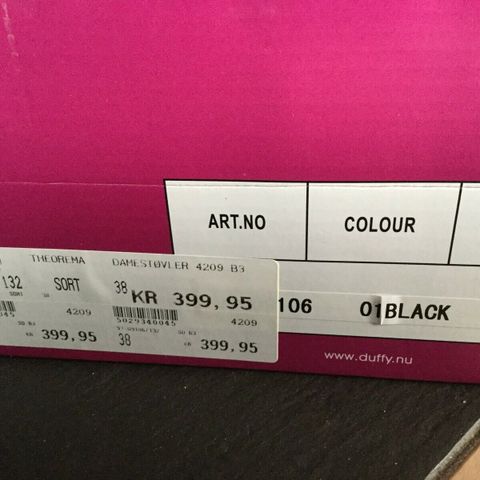 ART.NO COLOUR
THEOREMA DAMESTØVLER 4209 B3
132 SORT 38 KR 399,95
106 01BLACK
5029340045
4209 4209
399,95 38 KR 399,95
www.duffy.nu